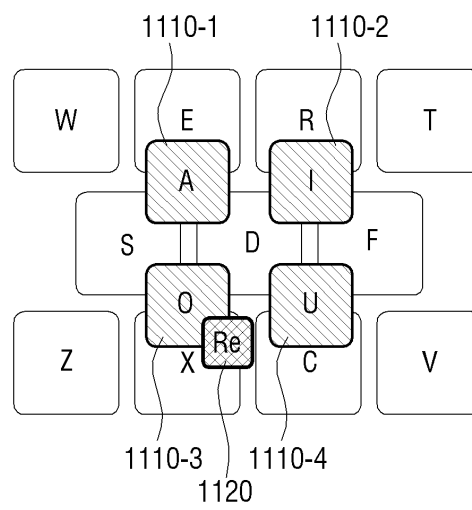 1110-1 1110-2
W E R T
A I
S D F
O U
Re
Z X C V
1110-3 1110-4
1120